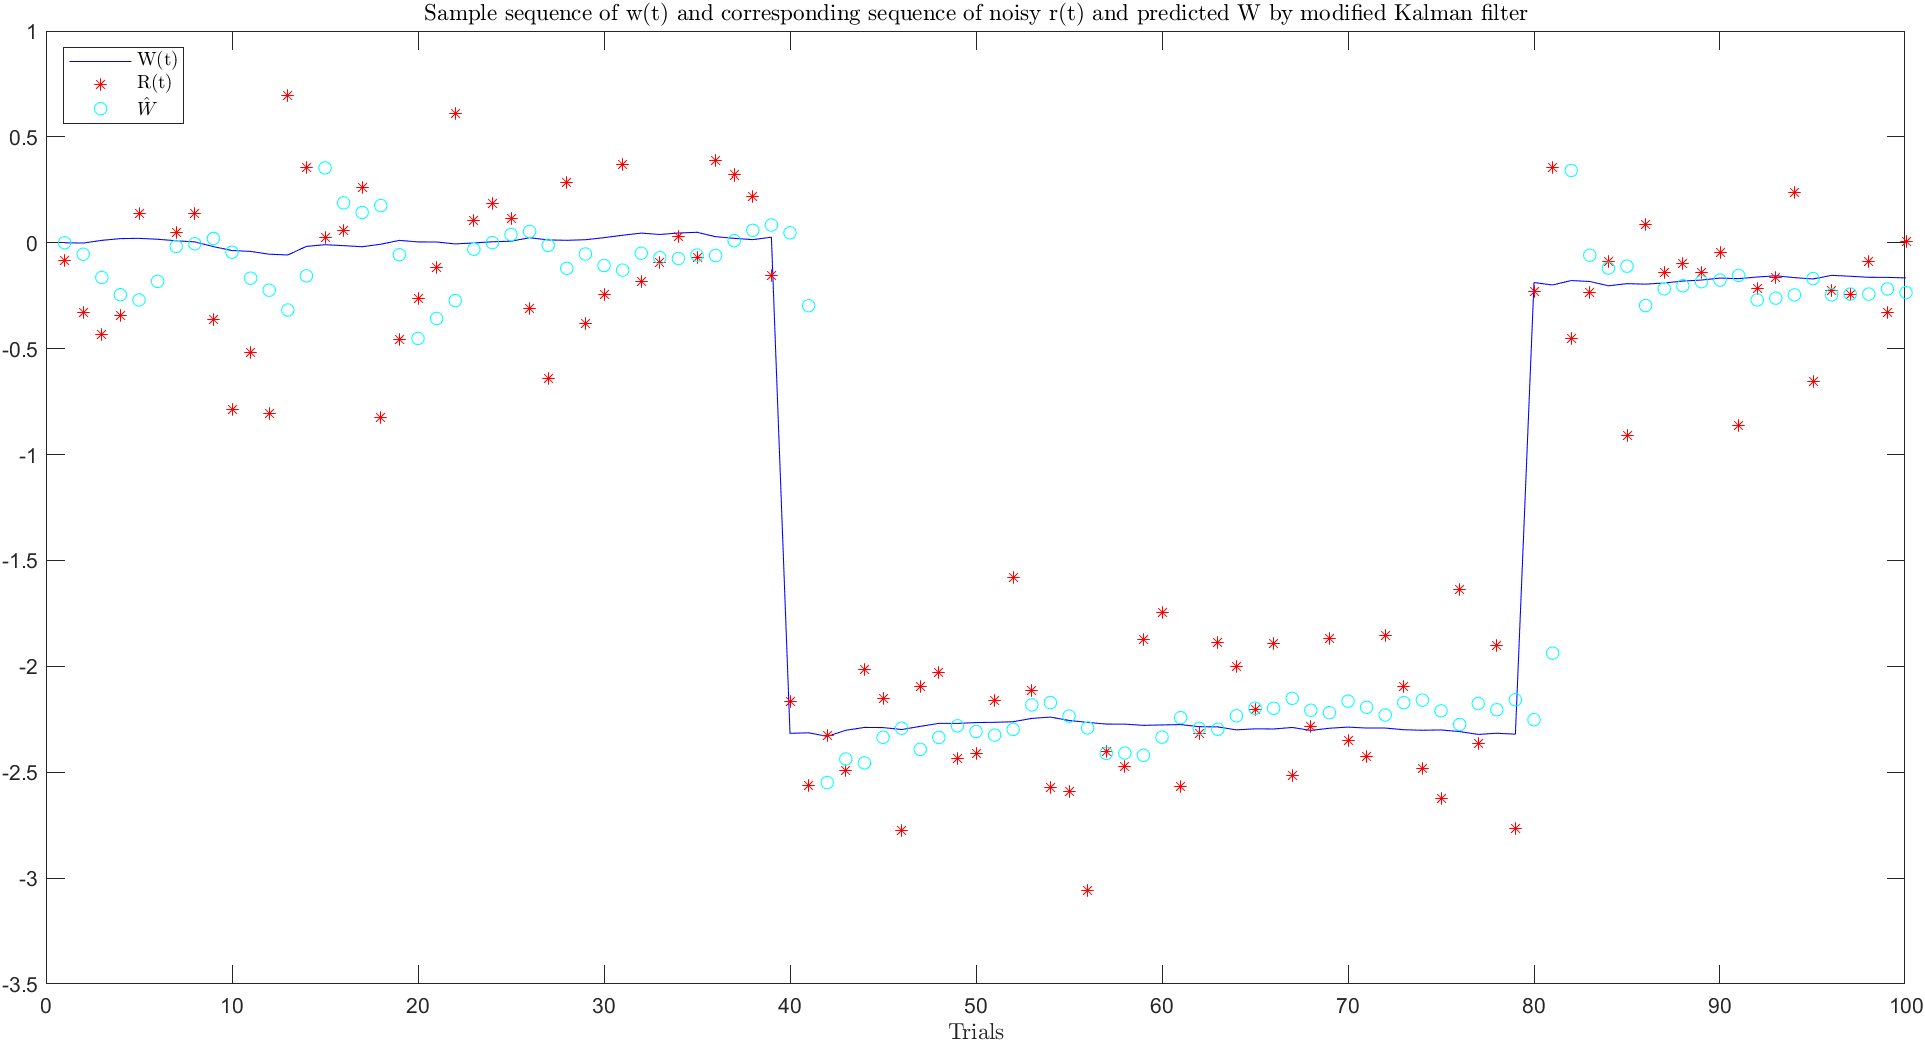 Sample sequence of w(t) and corresponding sequence of noisy r(t) and predicted W by modified Kalman filter
W(t)
R(t)
Ŵ
1
0.5
0
-0.5
-1
-1.5
-2
-2.5
-3
-3.5
0 10 20 30 40 50 60 70 80 90 100
Trials